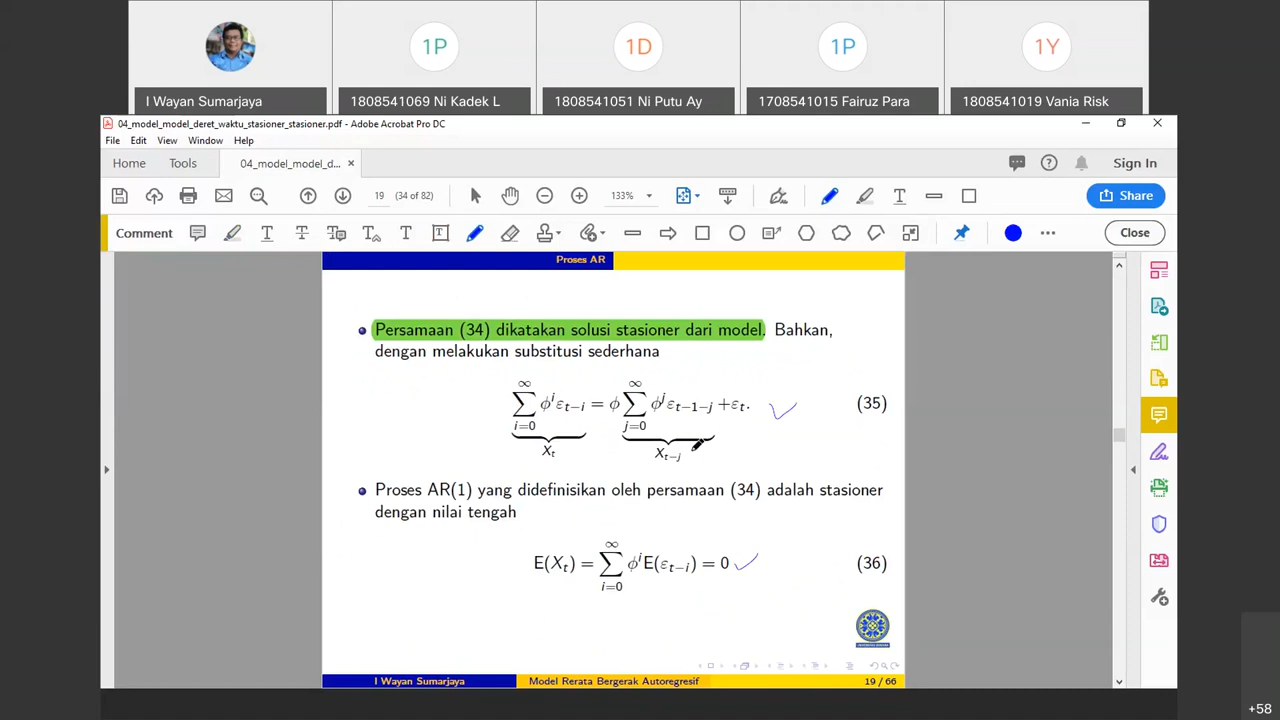 1P
1D
1P
1Y
I Wayan Sumarjaya
1808541069 Ni Kadek L
1808541051 Ni Putu Ay
1708541015 Fairuz Para
1808541019 Vania Risk
04_model_model_deret_waktu_stasioner_stasioner.pdf - Adobe Acrobat Pro DC
File Edit View Window Help
Home Tools 04_model_model_d... × Sign In
19 (34 of 82) 133% Share
Comment Close
Proses AR
Persamaan (34) dikatakan solusi stasioner dari model. Bahkan,
dengan melakukan substitusi sederhana
∑_{i=0}^{∞} ϕ^i ε_{t−i} = ϕ ∑_{j=0}^{∞} ϕ^j ε_{t−1−j} + ε_t. (35)
X_t X_{t−j}
Proses AR(1) yang didefinisikan oleh persamaan (34) adalah stasioner
dengan nilai tengah
E(X_t) = ∑_{i=0}^{∞} ϕ^i E(ε_{t−i}) = 0 (36)
I Wayan Sumarjaya Model Rerata Bergerak Autoregresif 19 / 66
+58